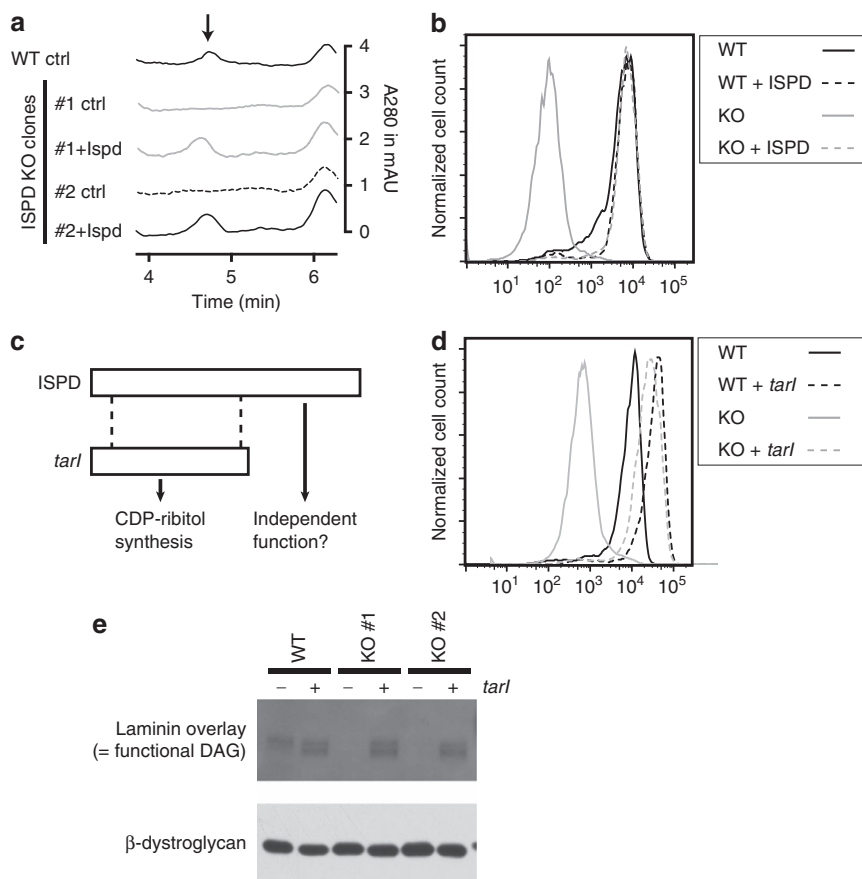 a
WT ctrl
ISPD KO clones
#1 ctrl
#1+Ispd
#2 ctrl
#2+Ispd
4
3
2
1
0
A280 in mAU
4 5 6
Time (min)
b
Normalized cell count
10¹ 10² 10³ 10⁴ 10⁵
WT
WT + ISPD
KO
KO + ISPD
c
ISPD
tarI
CDP-ribitol
synthesis
Independent
function?
d
Normalized cell count
10¹ 10² 10³ 10⁴ 10⁵
WT
WT + tarI
KO
KO + tarI
e
WT KO #1 KO #2
– + – + – + tarI
Laminin overlay
(= functional DAG)
β-dystroglycan